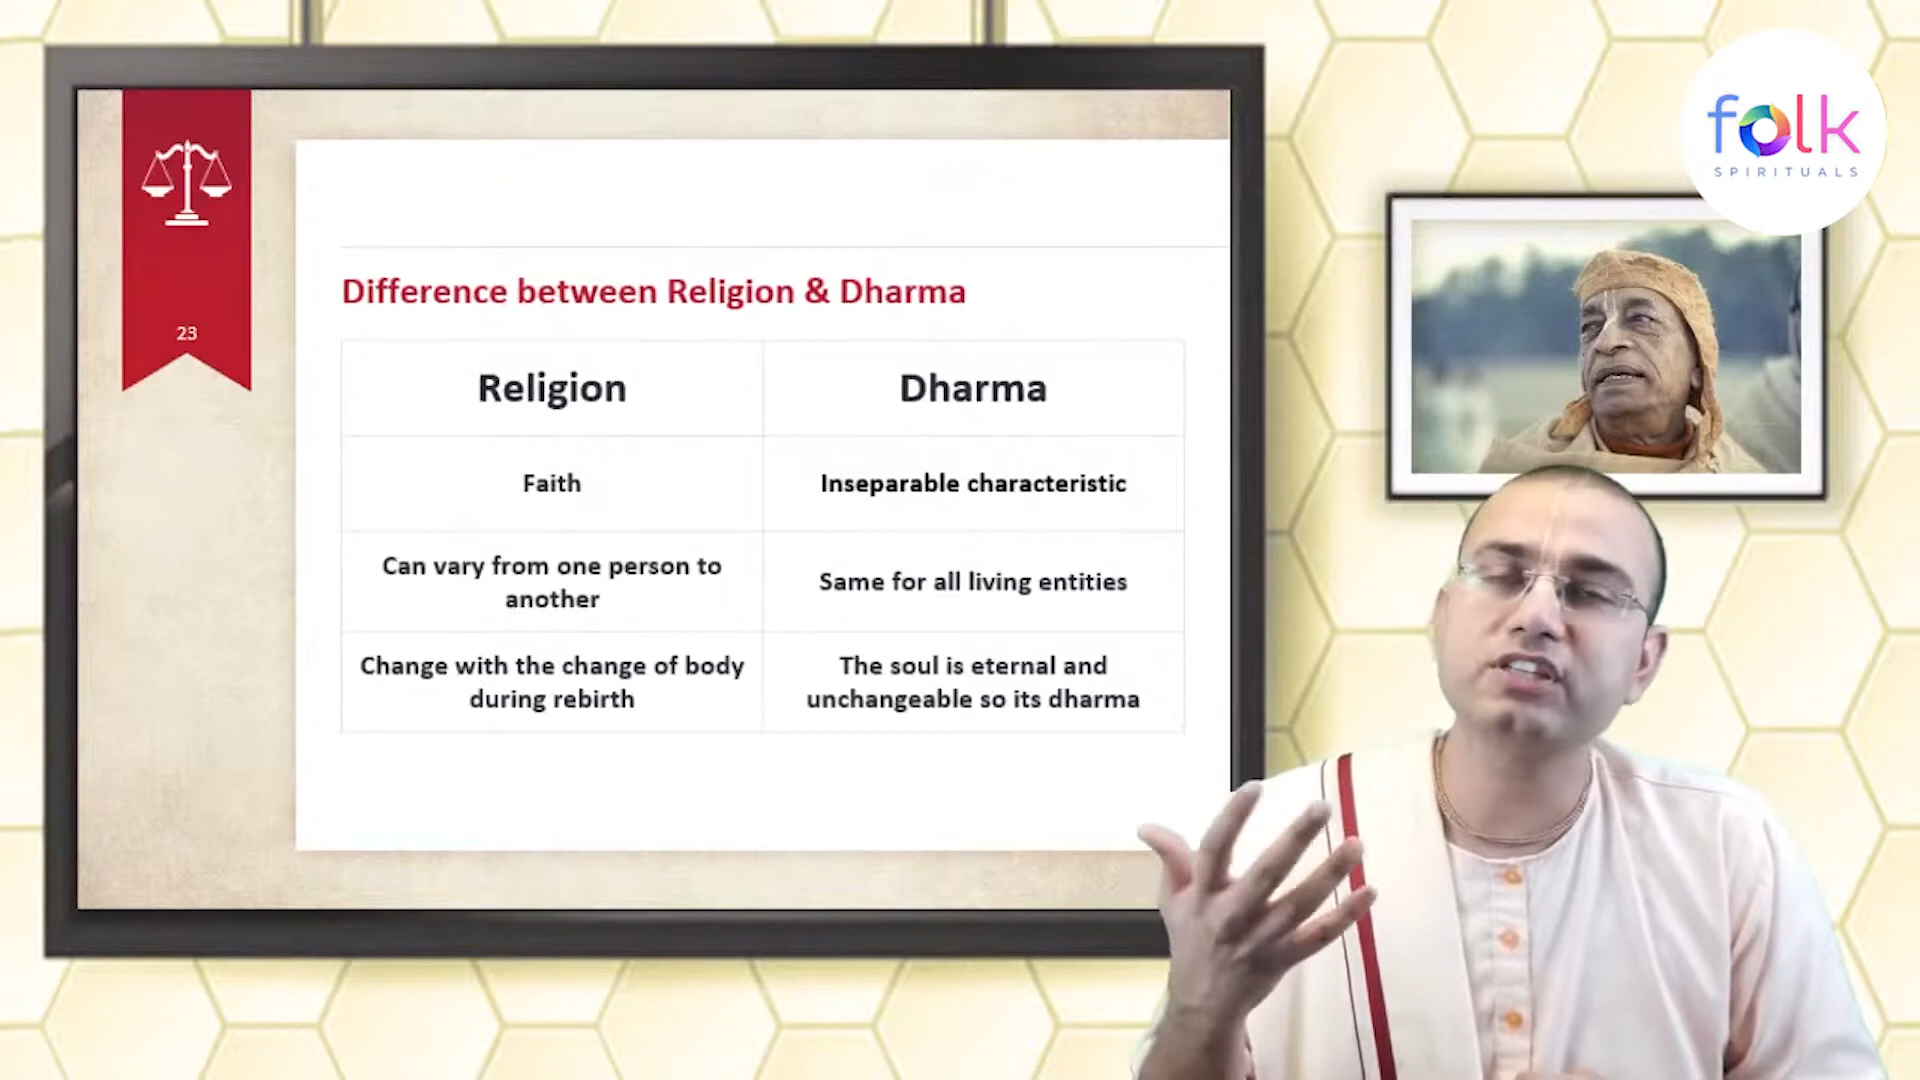 folk
SPIRITUALS
23
Difference between Religion & Dharma
Religion
Dharma
Faith
Inseparable characteristic
Can vary from one person to
another
Same for all living entities
Change with the change of body
during rebirth
The soul is eternal and
unchangeable so its dharma